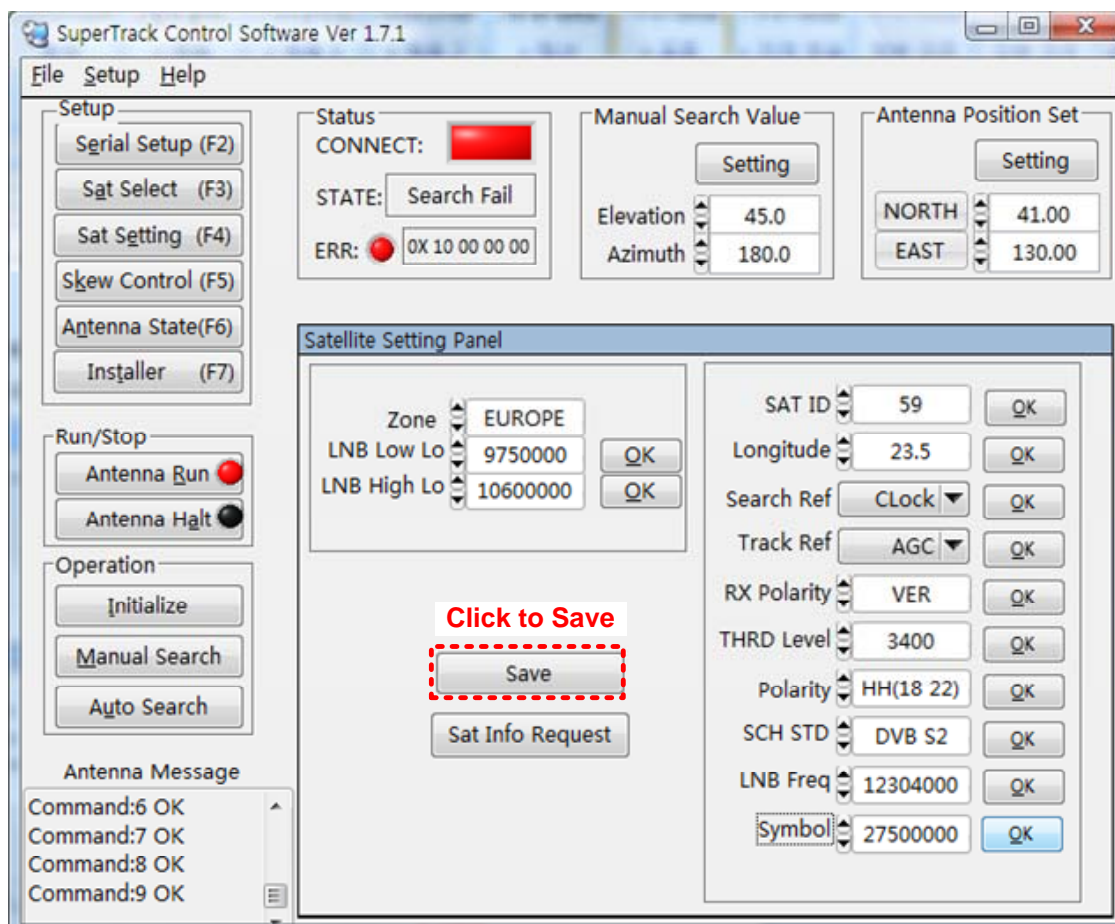 SuperTrack Control Software Ver 1.7.1
File Setup Help
Setup
Serial Setup (F2)
Sat Select (F3)
Sat Setting (F4)
Skew Control (F5)
Antenna State(F6)
Installer (F7)
Run/Stop
Antenna Run
Antenna Halt
Operation
Initialize
Manual Search
Auto Search
Antenna Message
Command:6 OK
Command:7 OK
Command:8 OK
Command:9 OK
Status
CONNECT:
STATE: Search Fail
ERR: 0X 10 00 00 00
Manual Search Value
Setting
Elevation 45.0
Azimuth 180.0
Antenna Position Set
Setting
NORTH 41.00
EAST 130.00
Satellite Setting Panel
Zone EUROPE
LNB Low Lo 9750000 OK
LNB High Lo 10600000 OK
Click to Save
Save
Sat Info Request
SAT ID 59 OK
Longitude 23.5 OK
Search Ref CLock OK
Track Ref AGC OK
RX Polarity VER OK
THRD Level 3400 OK
Polarity HH(18 22) OK
SCH STD DVB S2 OK
LNB Freq 12304000 OK
Symbol 27500000 OK